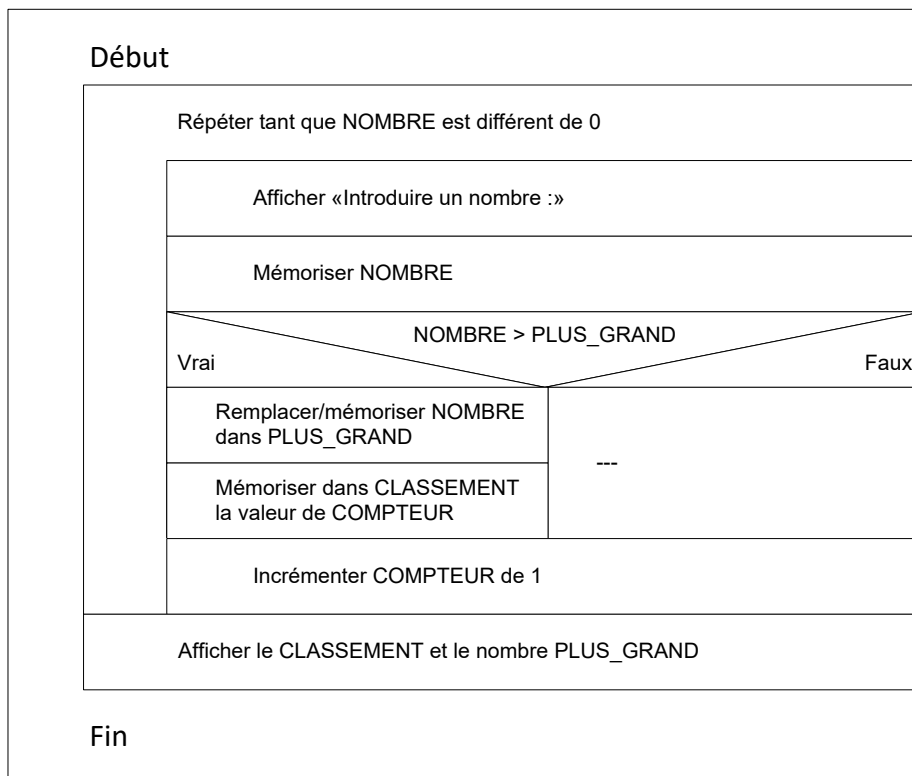 Début
Répéter tant que NOMBRE est différent de 0
Afficher «Introduire un nombre :»
Mémoriser NOMBRE
NOMBRE > PLUS_GRAND
Vrai
Faux
Remplacer/mémoriser NOMBRE
dans PLUS_GRAND
---
Mémoriser dans CLASSEMENT
la valeur de COMPTEUR
Incrémenter COMPTEUR de 1
Afficher le CLASSEMENT et le nombre PLUS_GRAND
Fin